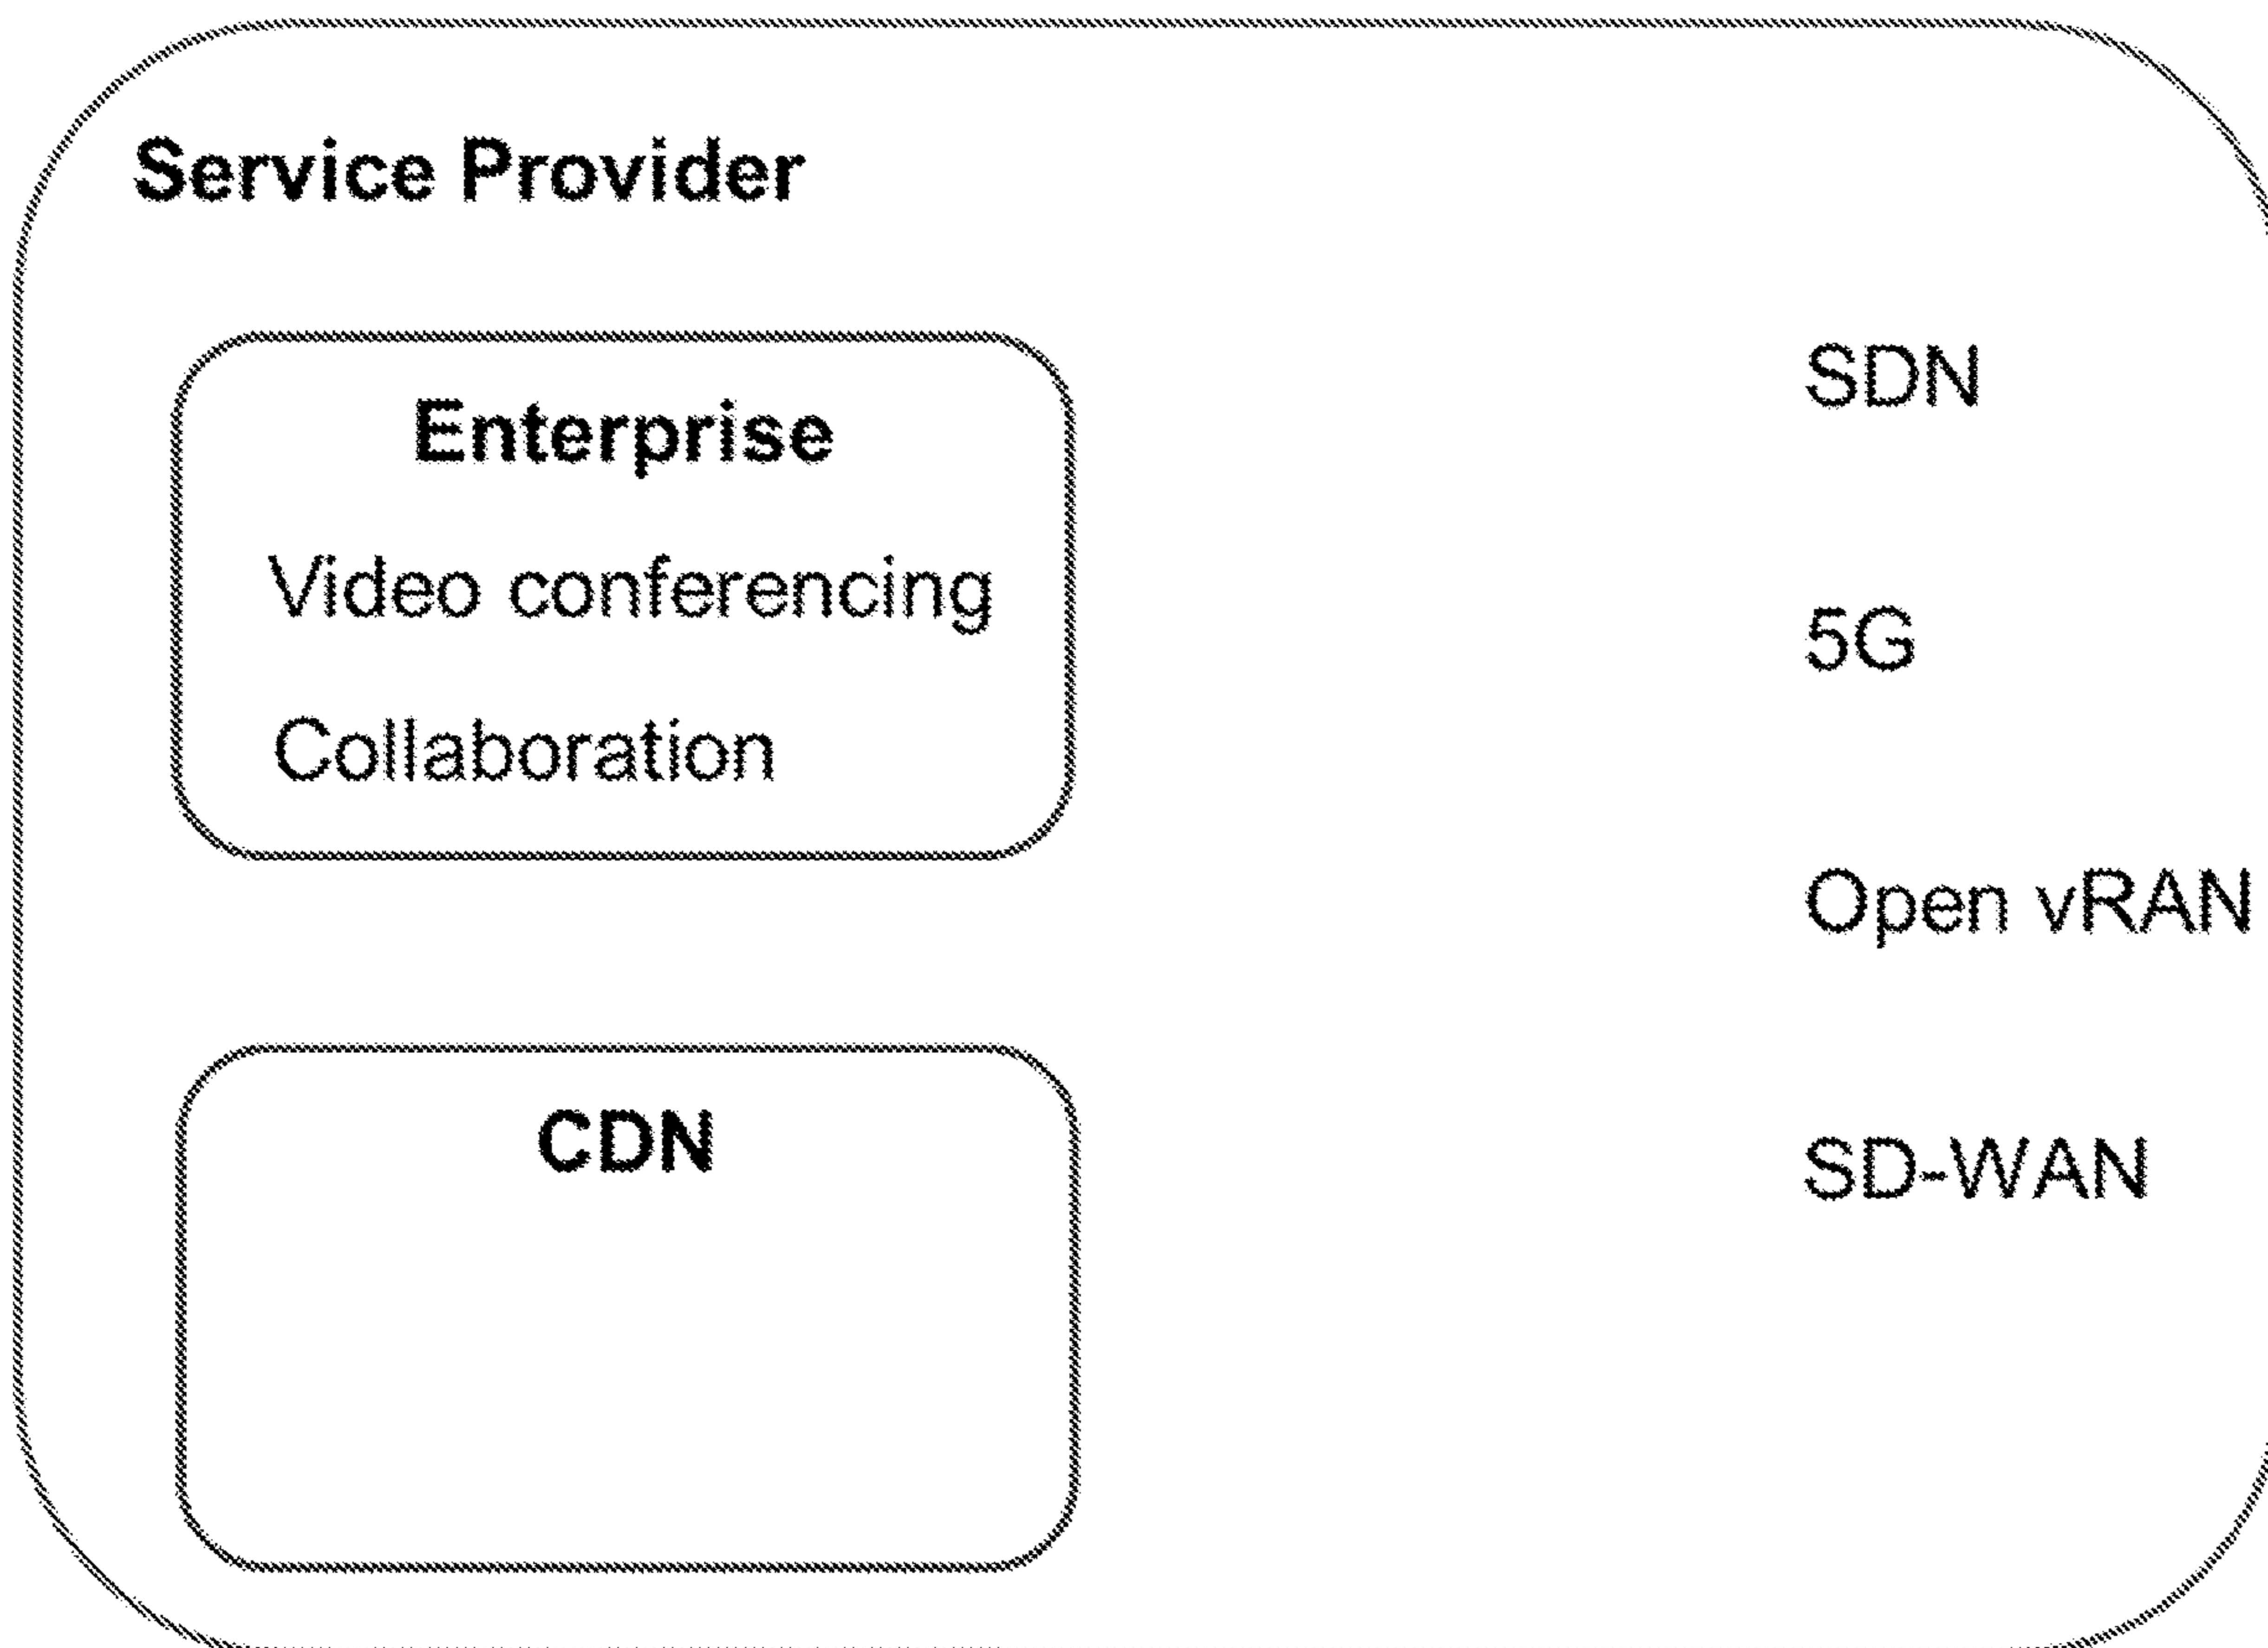 Service Provider
Enterprise
Video conferencing
Collaboration
CDN
SDN
5G
Open vRAN
SD-WAN